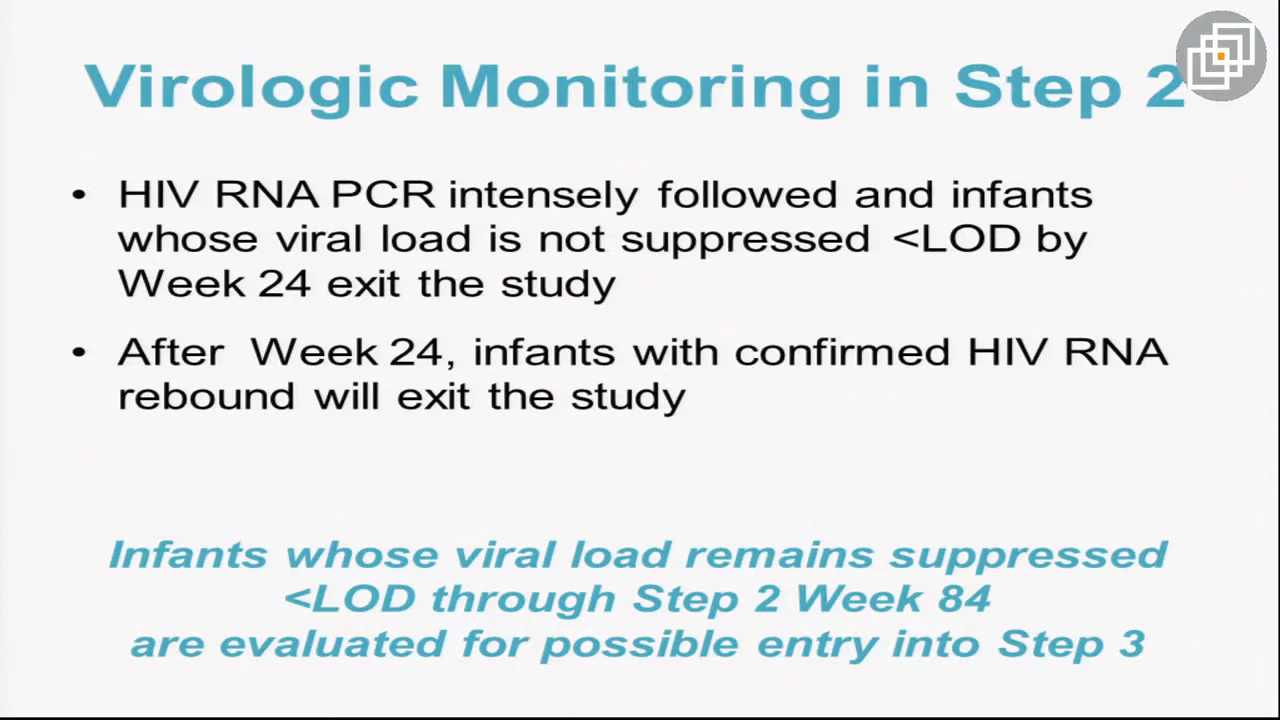 Virologic Monitoring in Step 2
• HIV RNA PCR intensely followed and infants
whose viral load is not suppressed <LOD by
Week 24 exit the study
• After Week 24, infants with confirmed HIV RNA
rebound will exit the study
Infants whose viral load remains suppressed
<LOD through Step 2 Week 84
are evaluated for possible entry into Step 3